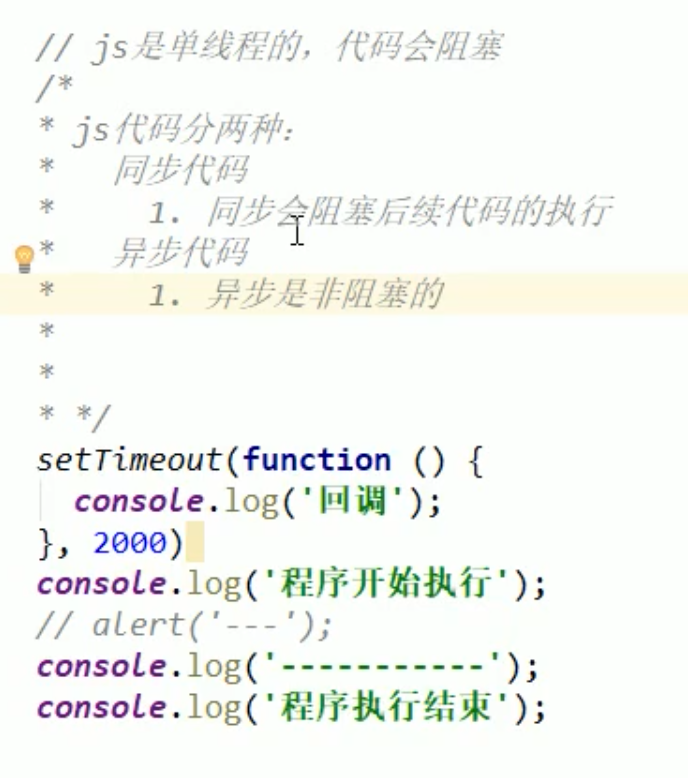 // js是单线程的，代码会阻塞
/*
* js代码分两种：
*   同步代码
*     1. 同步会阻塞后续代码的执行
*   异步代码
*     1. 异步是非阻塞的
*
*
* */
setTimeout(function () {
  console.log('回调');
}, 2000)
console.log('程序开始执行');
// alert('---');
console.log('-----------');
console.log('程序执行结束');